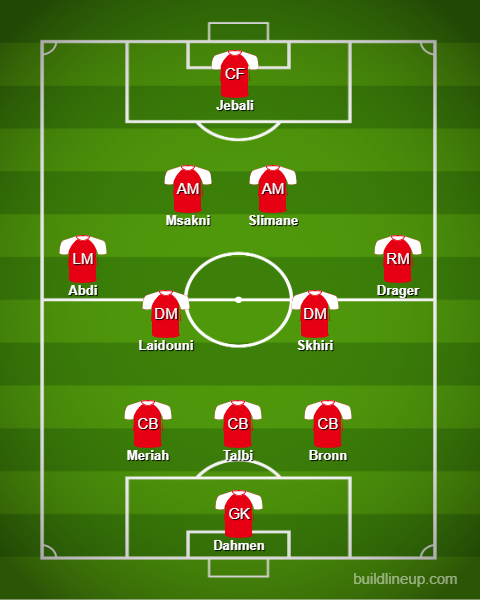 CF
Jebali
AM
AM
Msakni
Slimane
LM
RM
Abdi
Drager
DM
DM
Laidouni
Skhiri
CB
CB
CB
Meriah
Talbi
Bronn
GK
Dahmen
buildlineup.com